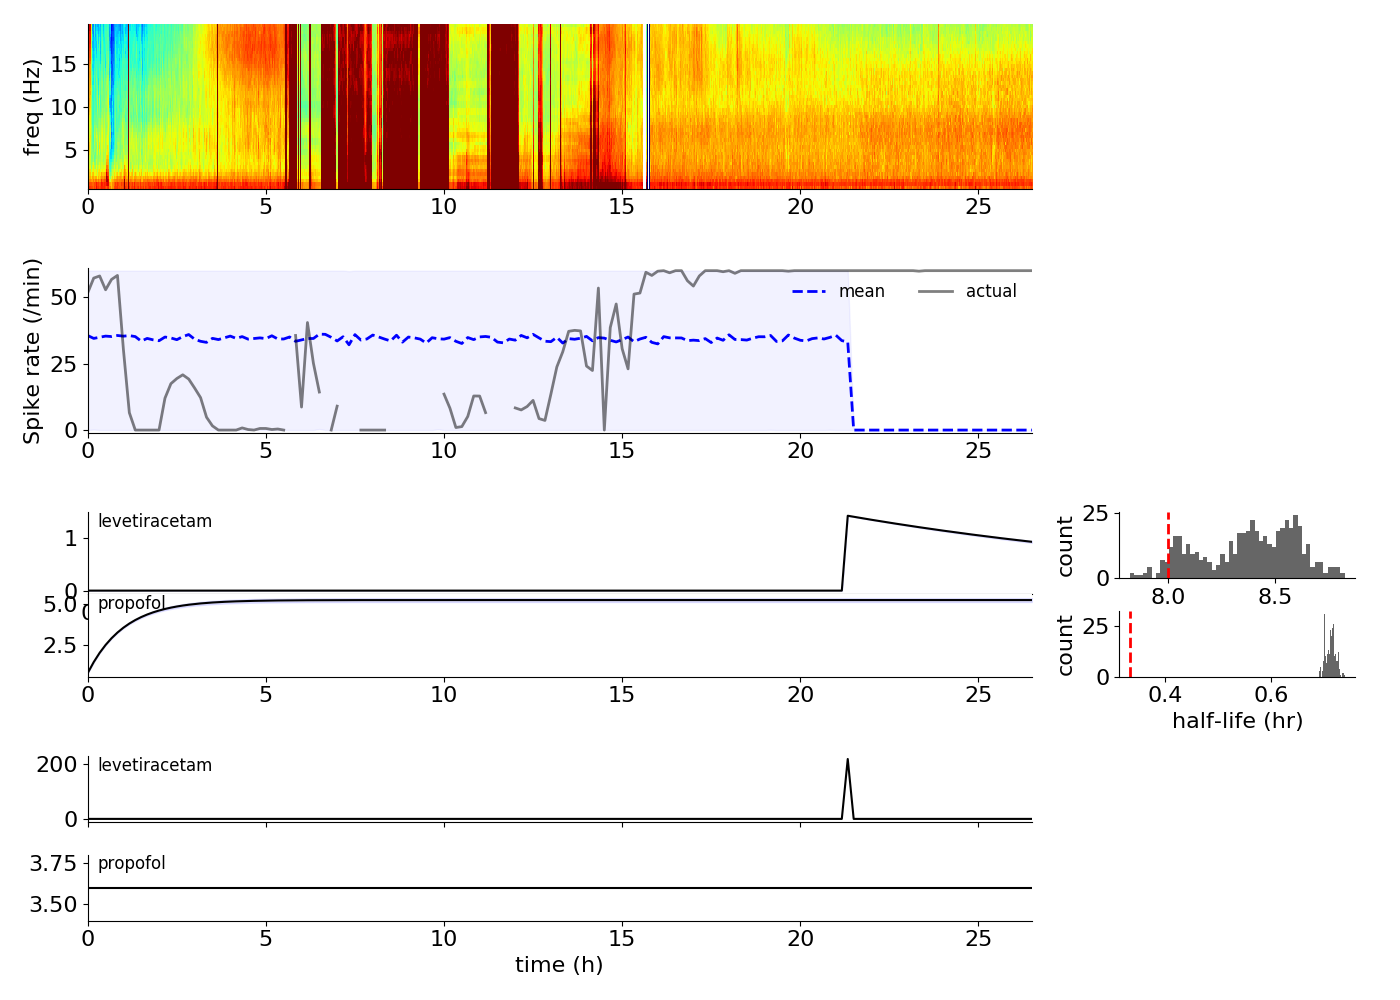 freq (Hz)
15
10
5
0 5 10 15 20 25
Spike rate (/min)
50
25
0
mean actual
0 5 10 15 20 25
levetiracetam
1
0
0
propofol
5.0
2.5
0 5 10 15 20 25
count
25
0
8.0 8.5
count
25
0
0.4 0.6
half-life (hr)
levetiracetam
200
0
propofol
3.75
3.50
0 5 10 15 20 25
time (h)